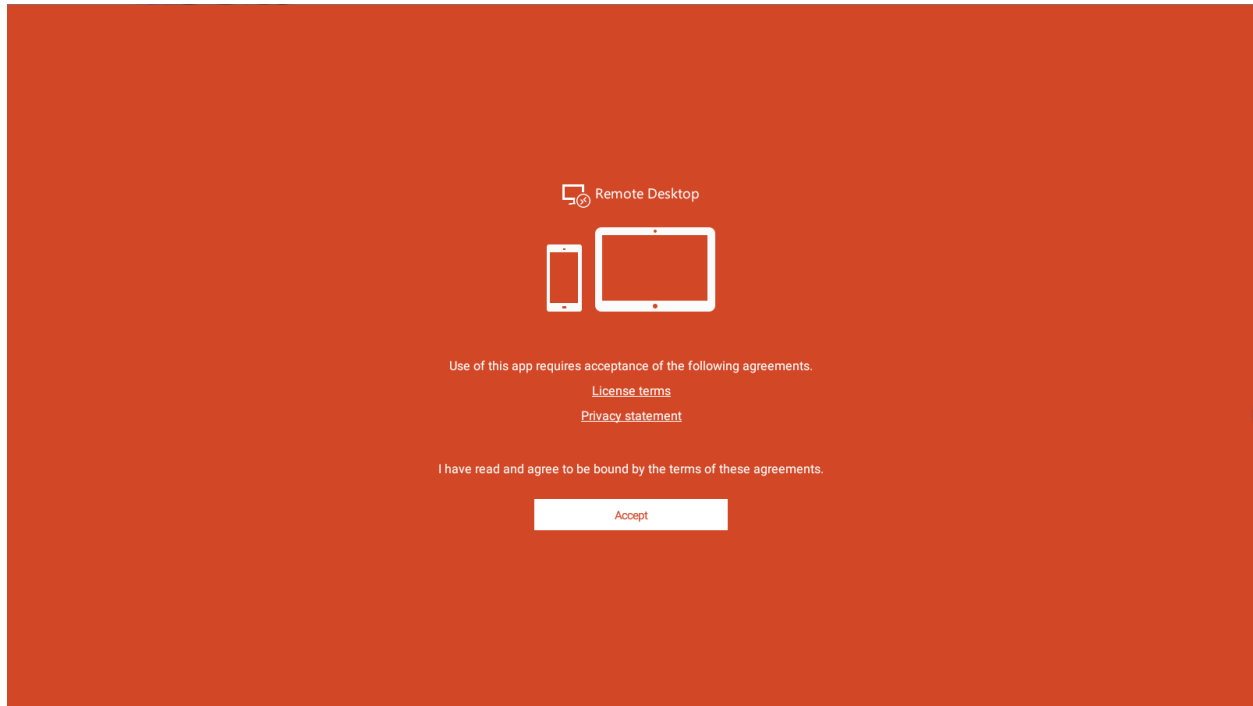 Remote Desktop
Use of this app requires acceptance of the following agreements.
License terms
Privacy statement
I have read and agree to be bound by the terms of these agreements.
Accept